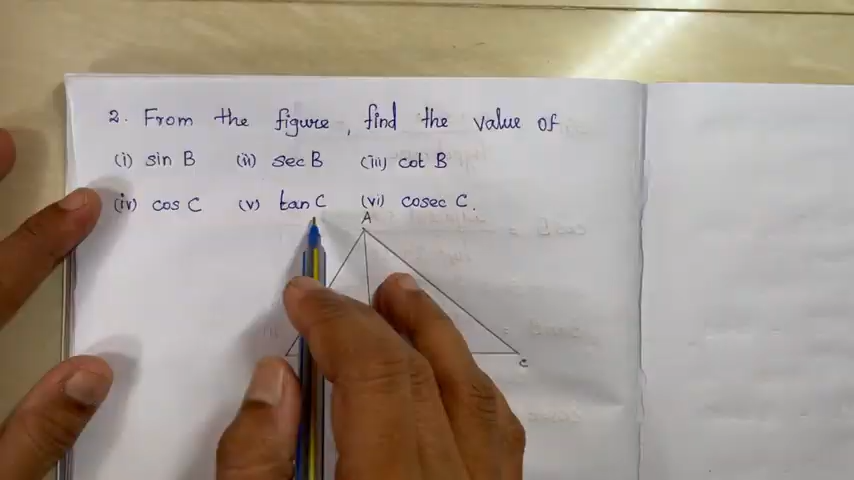 2. From the figure, find the value of
(i) sin B (ii) sec B (iii) cot B
(iv) cos C (v) tan C (vi) cosec C.
A
C